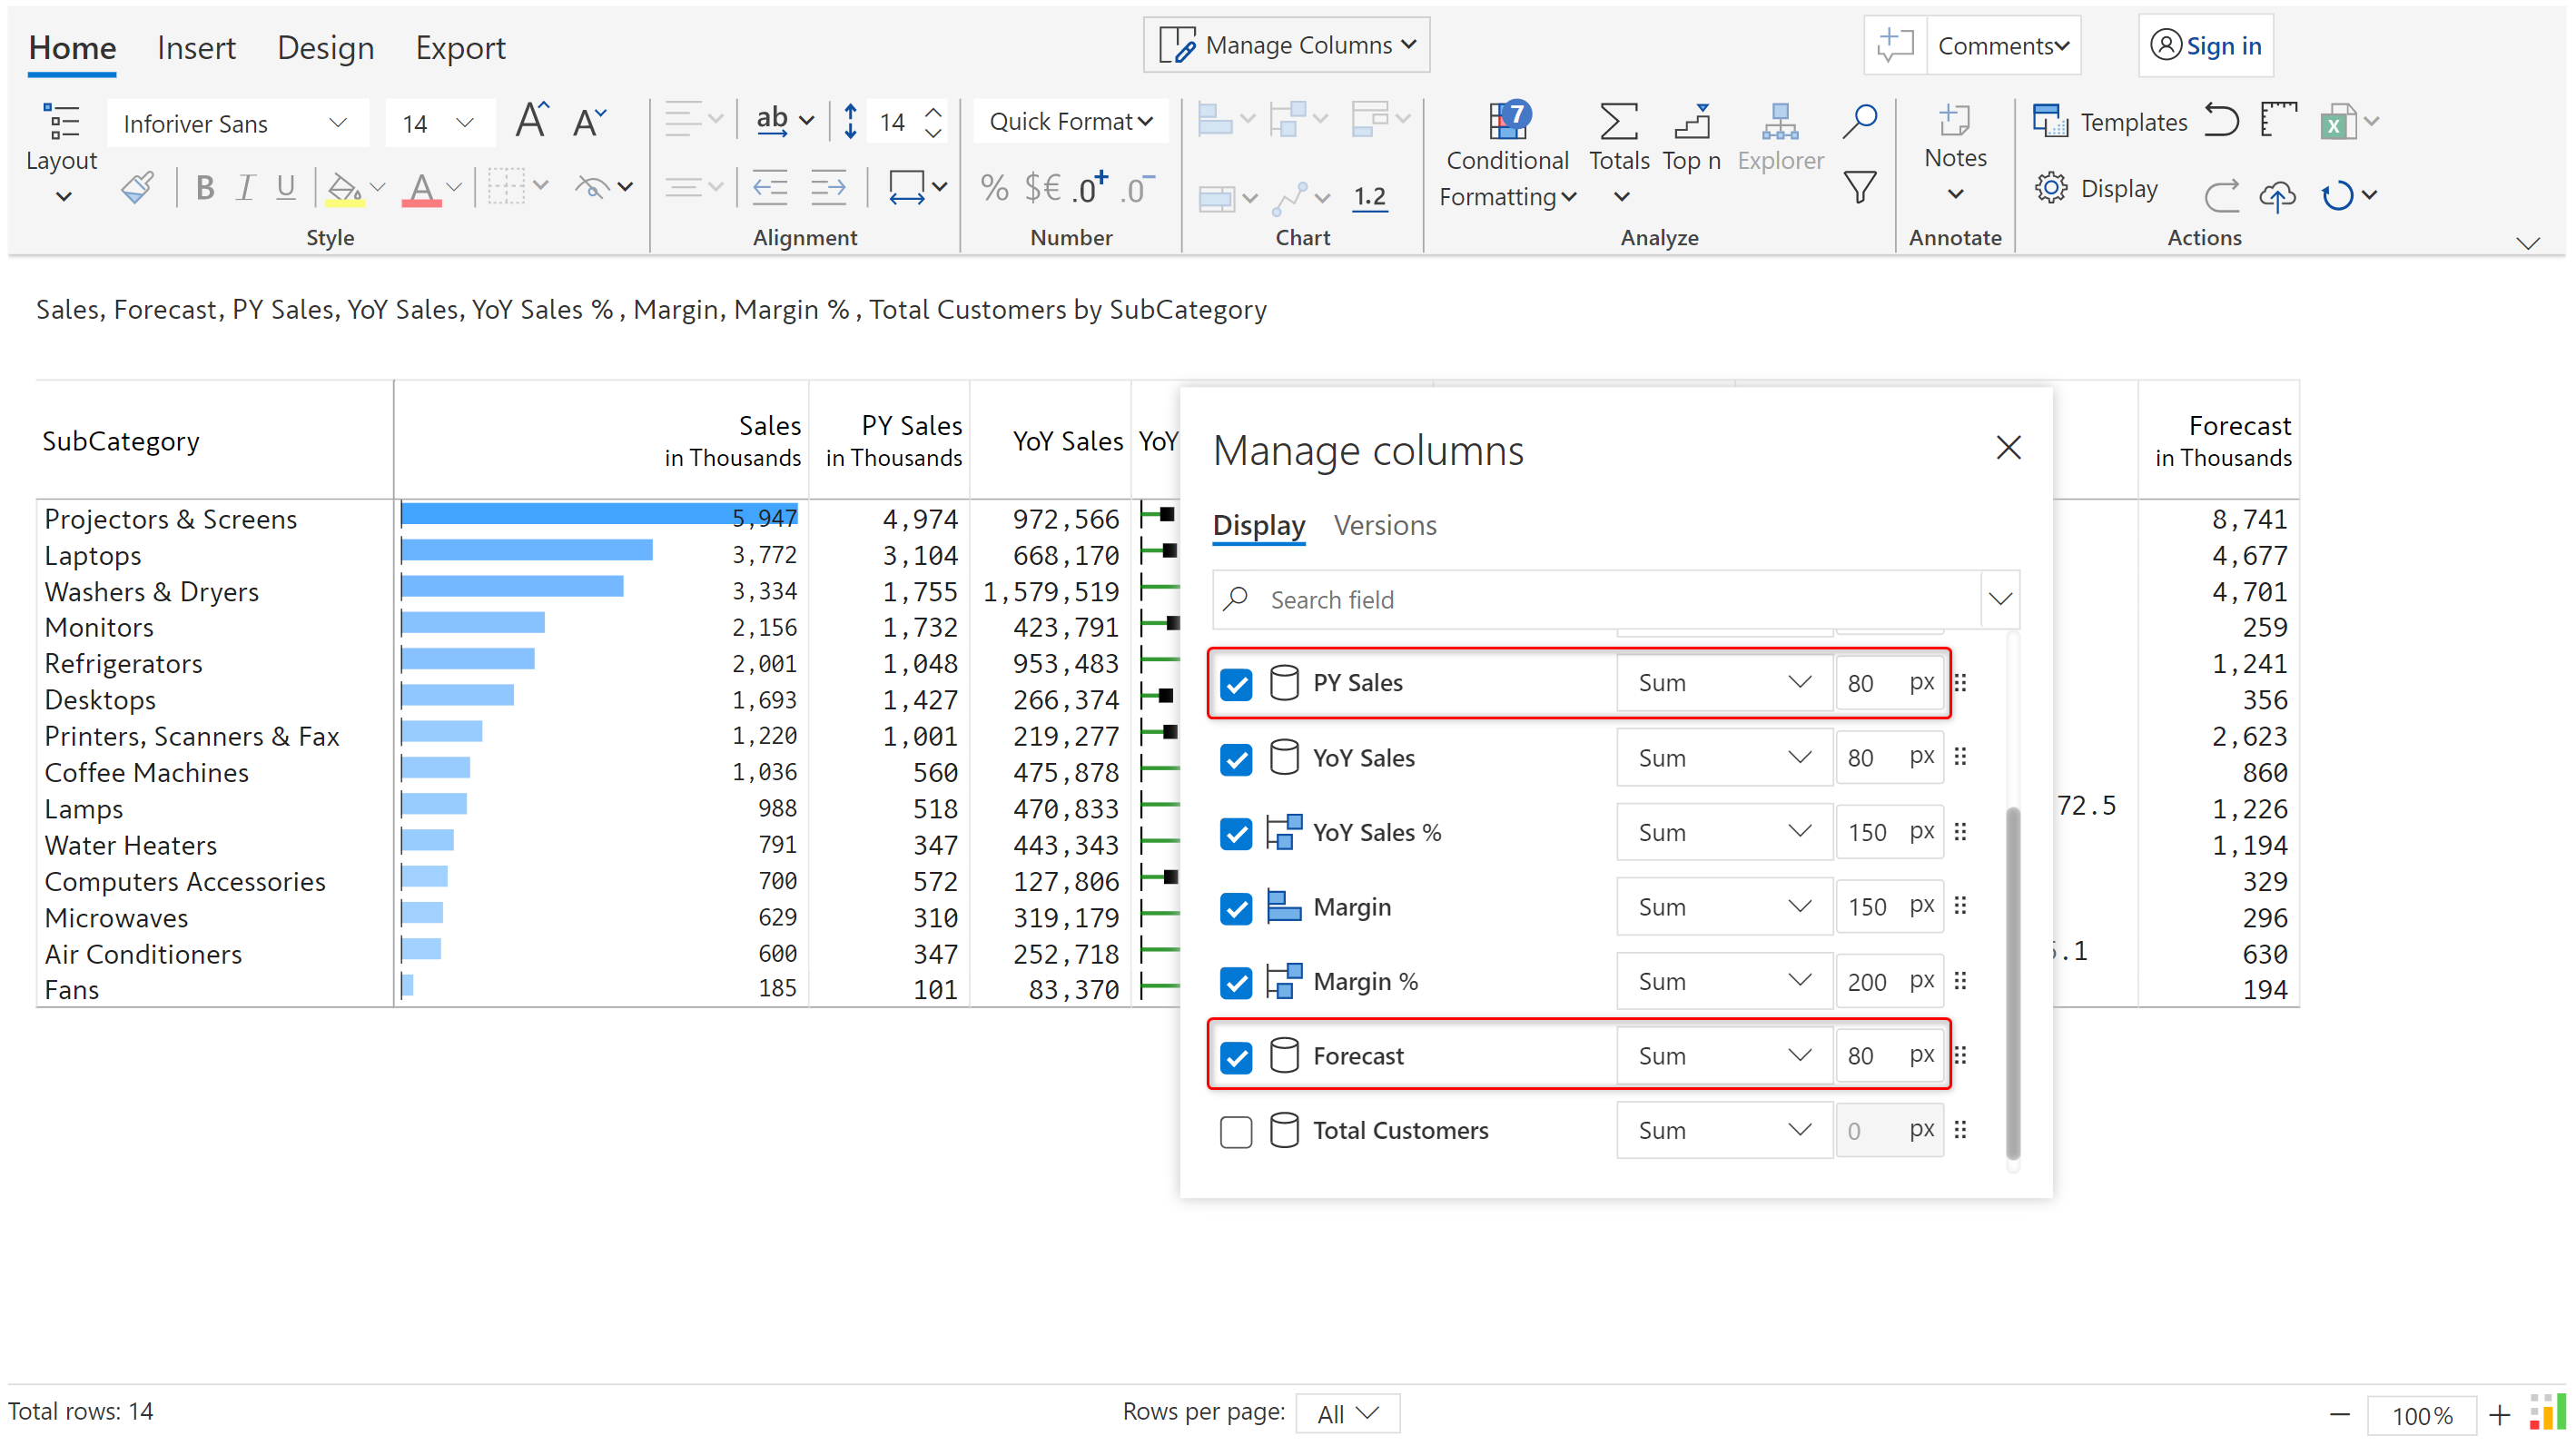 Home Insert Design Export Manage Columns Comments Sign in
Layout Inforiver Sans 14 A A ab 14 Quick Format Conditional Formatting 7 Totals Top n Explorer Notes Templates
B I U A % $€ .0 .0 1.2 Display
Style Alignment Number Chart Analyze Annotate Actions
Sales, Forecast, PY Sales, YoY Sales, YoY Sales %, Margin, Margin %, Total Customers by SubCategory
SubCategory Sales in Thousands PY Sales in Thousands YoY Sales YoY Forecast in Thousands
Projectors & Screens 5,947 4,974 972,566 8,741
Laptops 3,772 3,104 668,170 4,677
Washers & Dryers 3,334 1,755 1,579,519 4,701
Monitors 2,156 1,732 423,791 259
Refrigerators 2,001 1,048 953,483 1,241
Desktops 1,693 1,427 266,374 356
Printers, Scanners & Fax 1,220 1,001 219,277 2,623
Coffee Machines 1,036 560 475,878 860
Lamps 988 518 470,833 72.5 1,226
Water Heaters 791 347 443,343 1,194
Computers Accessories 700 572 127,806 329
Microwaves 629 310 319,179 296
Air Conditioners 600 347 252,718 .1 630
Fans 185 101 83,370 194
Manage columns
Display Versions
Search field
PY Sales Sum 80 px
YoY Sales Sum 80 px
YoY Sales % Sum 150 px
Margin Sum 150 px
Margin % Sum 200 px
Forecast Sum 80 px
Total Customers Sum 0 px
Total rows: 14 Rows per page: All 100%